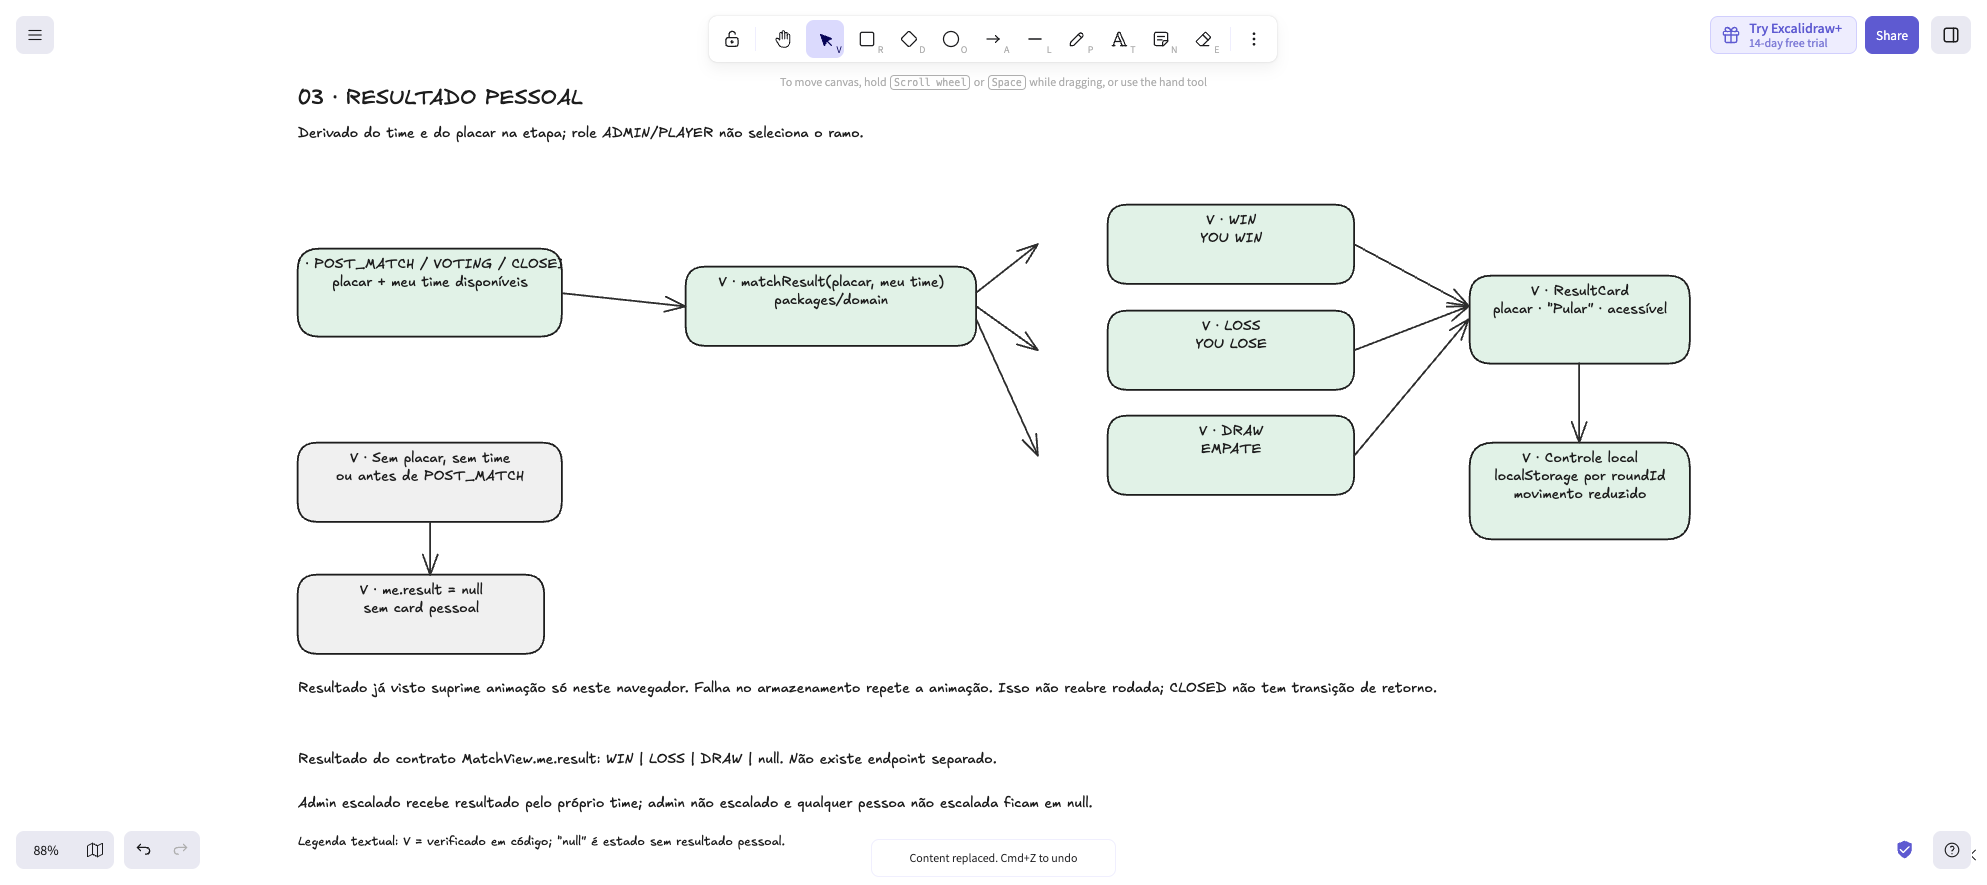 V
R
D
O
A
L
P
T
N
E
Try Excalidraw+
14-day free trial
Share
To move canvas, hold Scroll wheel or Space while dragging, or use the hand tool
03 · RESULTADO PESSOAL
Derivado do time e do placar na etapa; role ADMIN/PLAYER não seleciona o ramo.
· POST_MATCH / VOTING / CLOSED
placar + meu time disponíveis
V · matchResult(placar, meu time)
packages/domain
V · WIN
YOU WIN
V · LOSS
YOU LOSE
V · DRAW
EMPATE
V · ResultCard
placar · "Pular" · acessível
V · Controle local
localStorage por roundId
movimento reduzido
V · Sem placar, sem time
ou antes de POST_MATCH
V · me.result = null
sem card pessoal
Resultado já visto suprime animação só neste navegador. Falha no armazenamento repete a animação. Isso não reabre rodada; CLOSED não tem transição de retorno.
Resultado do contrato MatchView.me.result: WIN | LOSS | DRAW | null. Não existe endpoint separado.
Admin escalado recebe resultado pelo próprio time; admin não escalado e qualquer pessoa não escalada ficam em null.
Legenda textual: V = verificado em código; "null" é estado sem resultado pessoal.
88%
Content replaced. Cmd+Z to undo